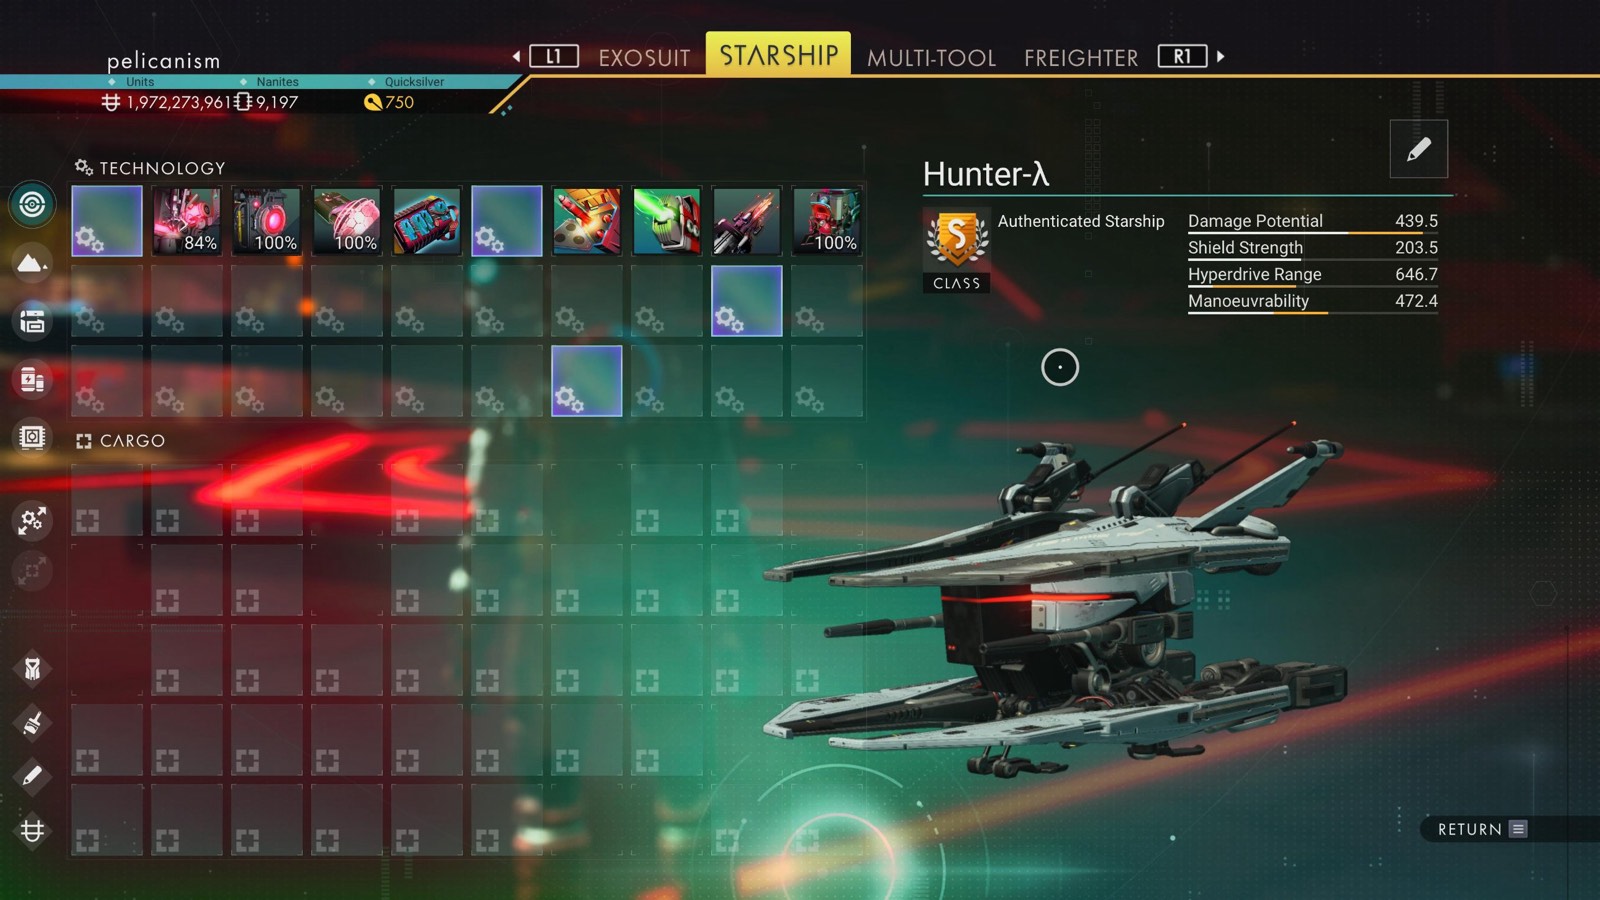 pelicanism
Units Nanites Quicksilver
1,972,273,961 9,197 750
L1 EXOSUIT STARSHIP MULTI-TOOL FREIGHTER R1
TECHNOLOGY
84% 100% 100% 100%
CARGO
Hunter-λ
S
CLASS
Authenticated Starship
Damage Potential 439.5
Shield Strength 203.5
Hyperdrive Range 646.7
Manoeuvrability 472.4
RETURN